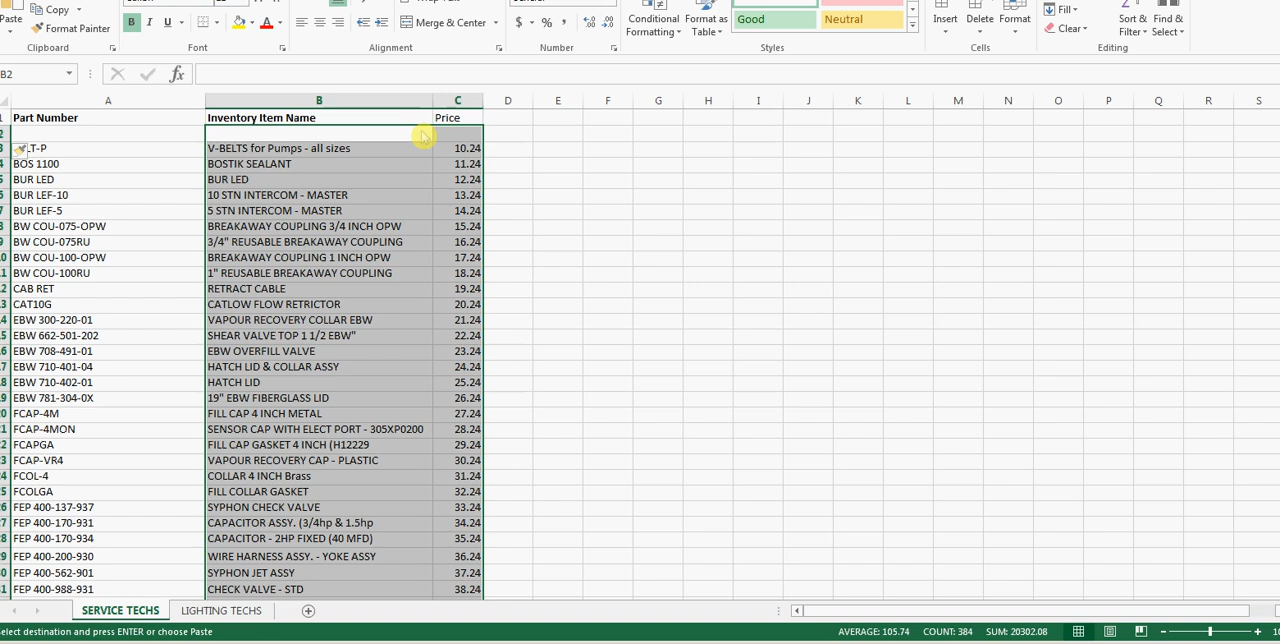 Copy
Paste
Format Painter
B I U
A
Merge & Center
$ % ,
Conditional Formatting
Format as Table
Good
Neutral
Insert
Delete
Format
Fill
Clear
Sort & Filter
Find & Select
Clipboard
Font
Alignment
Number
Styles
Cells
Editing
B2
fx
A B C D E F G H I J K L M N O P Q R S
Part Number Inventory Item Name Price
LT-P V-BELTS for Pumps - all sizes 10.24
BOS 1100 BOSTIK SEALANT 11.24
BUR LED BUR LED 12.24
BUR LEF-10 10 STN INTERCOM - MASTER 13.24
BUR LEF-5 5 STN INTERCOM - MASTER 14.24
BW COU-075-OPW BREAKAWAY COUPLING 3/4 INCH OPW 15.24
BW COU-075RU 3/4" REUSABLE BREAKAWAY COUPLING 16.24
BW COU-100-OPW BREAKAWAY COUPLING 1 INCH OPW 17.24
BW COU-100RU 1" REUSABLE BREAKAWAY COUPLING 18.24
CAB RET RETRACT CABLE 19.24
CAT10G CATLOW FLOW RETRICTOR 20.24
EBW 300-220-01 VAPOUR RECOVERY COLLAR EBW 21.24
EBW 662-501-202 SHEAR VALVE TOP 1 1/2 EBW" 22.24
EBW 708-491-01 EBW OVERFILL VALVE 23.24
EBW 710-401-04 HATCH LID & COLLAR ASSY 24.24
EBW 710-402-01 HATCH LID 25.24
EBW 781-304-0X 19" EBW FIBERGLASS LID 26.24
FCAP-4M FILL CAP 4 INCH METAL 27.24
FCAP-4MON SENSOR CAP WITH ELECT PORT - 305XP0200 28.24
FCAPGA FILL CAP GASKET 4 INCH (H12229 29.24
FCAP-VR4 VAPOUR RECOVERY CAP - PLASTIC 30.24
FCOL-4 COLLAR 4 INCH Brass 31.24
FCOLGA FILL COLLAR GASKET 32.24
FEP 400-137-937 SYPHON CHECK VALVE 33.24
FEP 400-170-931 CAPACITOR ASSY. (3/4hp & 1.5hp 34.24
FEP 400-170-934 CAPACITOR - 2HP FIXED (40 MFD) 35.24
FEP 400-200-930 WIRE HARNESS ASSY. - YOKE ASSY 36.24
FEP 400-562-901 SYPHON JET ASSY 37.24
FEP 400-988-931 CHECK VALVE - STD 38.24
SERVICE TECHS LIGHTING TECHS
elect destination and press ENTER or choose Paste AVERAGE: 105.74 COUNT: 384 SUM: 20302.08